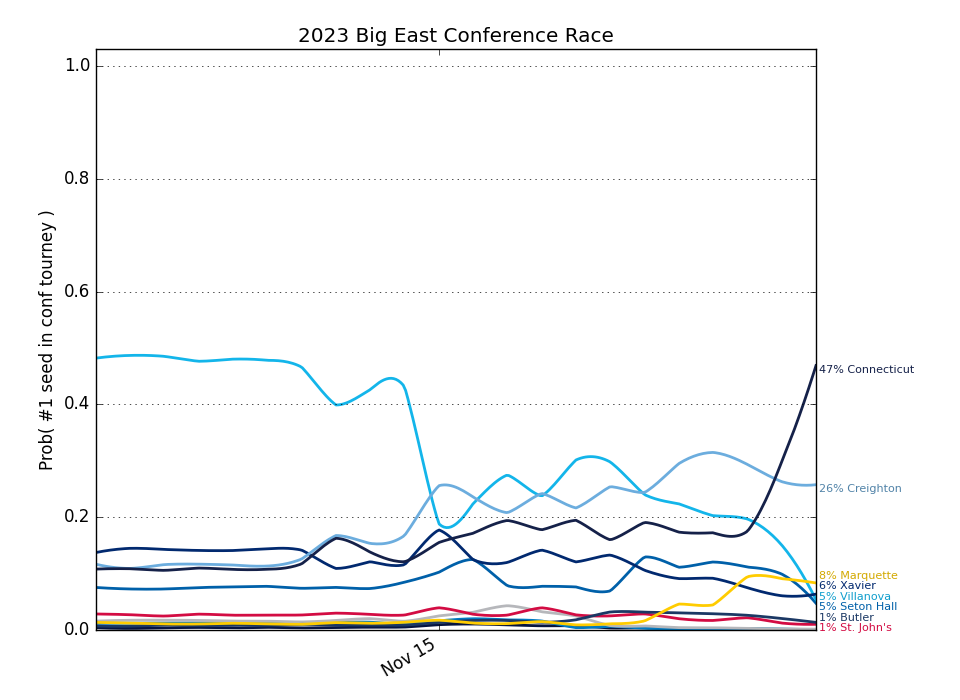 2023 Big East Conference Race
Prob( #1 seed in conf tourney )
1.0
0.8
0.6
0.4
0.2
0.0
Nov 15
47% Connecticut
26% Creighton
8% Marquette
6% Xavier
5% Villanova
5% Seton Hall
1% Butler
1% St. John's